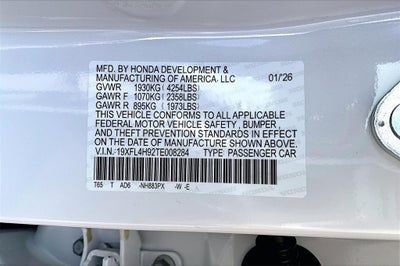 MFD. BY HONDA DEVELOPMENT &
MANUFACTURING OF AMERICA, LLC 01/26
GVWR 1930KG (4254LBS)
GAWR F 1070KG (2358LBS)
GAWR R 895KG (1973LBS)
THIS VEHICLE CONFORMS TO ALL APPLICABLE
FEDERAL MOTOR VEHICLE SAFETY , BUMPER ,
AND THEFT PREVENTION STANDARDS IN EFFECT
ON THE DATE OF MANUFACTURE SHOWN ABOVE.
V.I.N. 19XFL4H92TE008284 TYPE PASSENGER CAR
T65 T AD6 -NH883PX -W -E